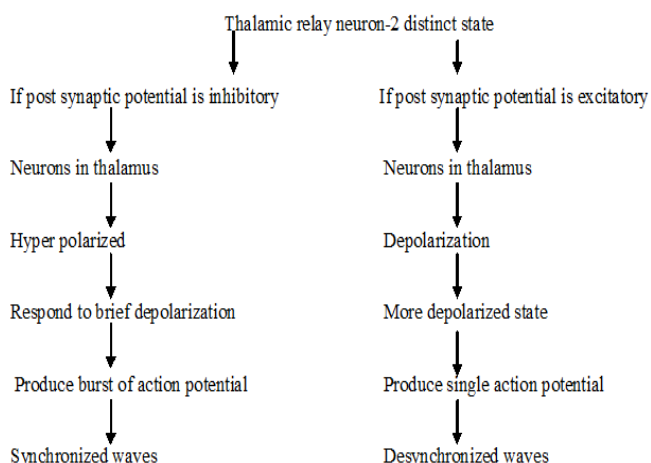 Thalamic relay neuron-2 distinct state
If post synaptic potential is inhibitory
Neurons in thalamus
Hyper polarized
Respond to brief depolarization
Produce burst of action potential
Synchronized waves
If post synaptic potential is excitatory
Neurons in thalamus
Depolarization
More depolarized state
Produce single action potential
Desynchronized waves